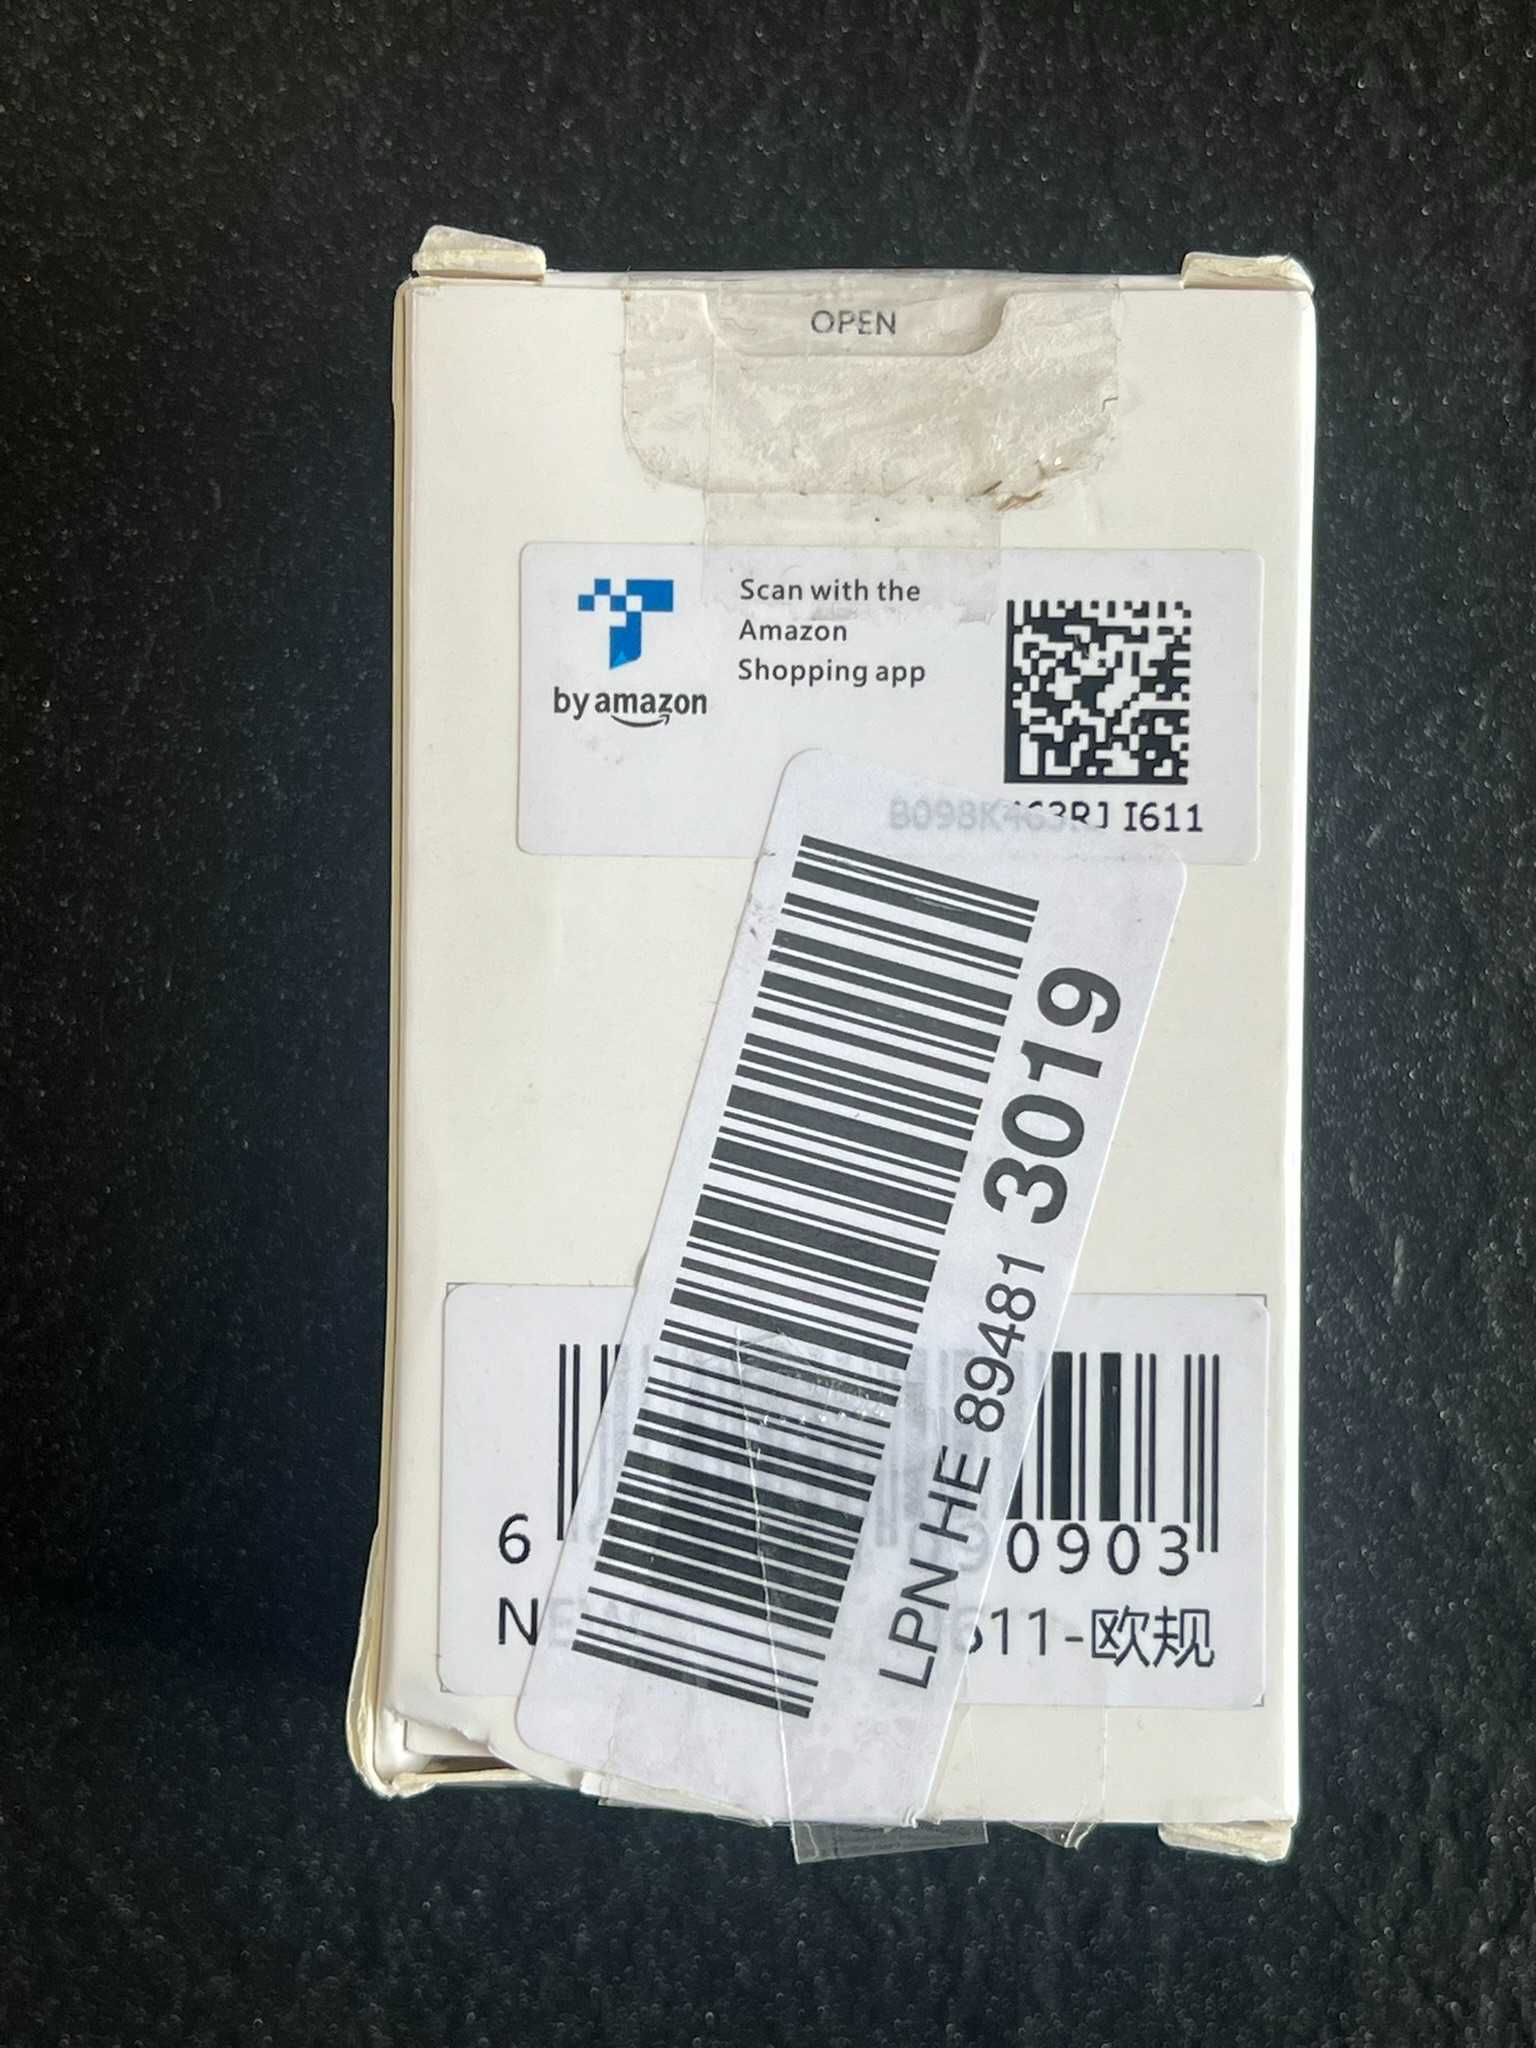 OPEN
Scan with the
Amazon
Shopping app
by amazon
B098K463RJ I611
LPN HE 89481 3019
6 0903
611-欧规